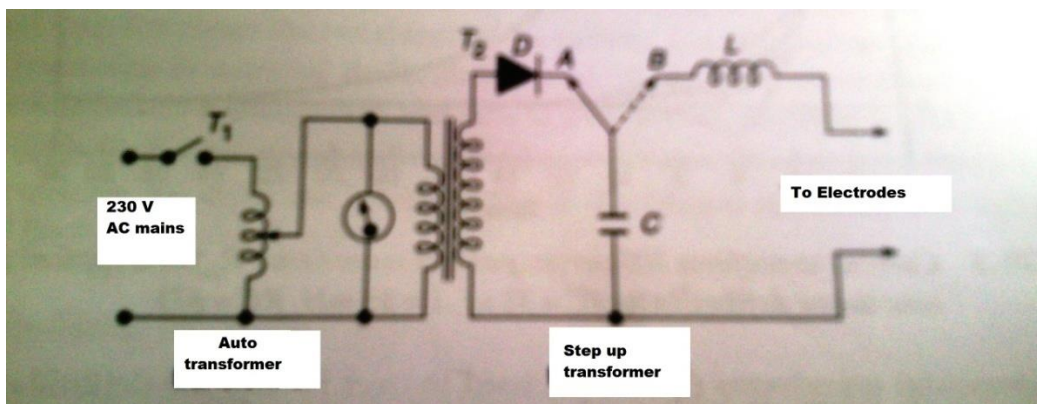 T₂ D A B L
T₁
230 V
AC mains
C
To Electrodes
Auto
transformer
Step up
transformer